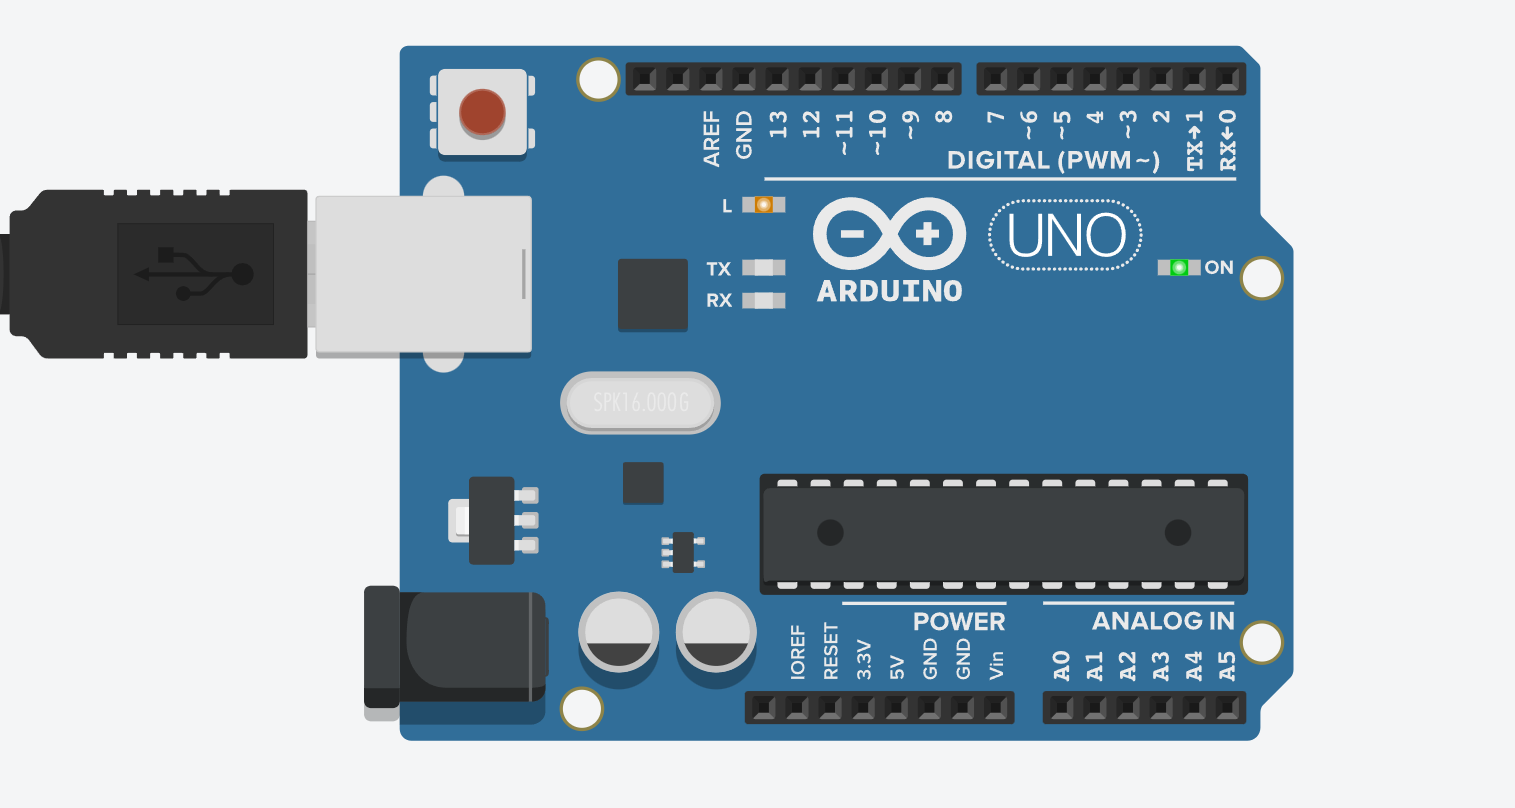 AREF
GND
13
12
~11
~10
~9
8
7
~6
~5
4
~3
2
TX→1
RX←0
DIGITAL (PWM~)
L
TX
RX
UNO
ARDUINO
ON
SPK16.000G
POWER
ANALOG IN
IOREF
RESET
3.3V
5V
GND
GND
Vin
A0
A1
A2
A3
A4
A5